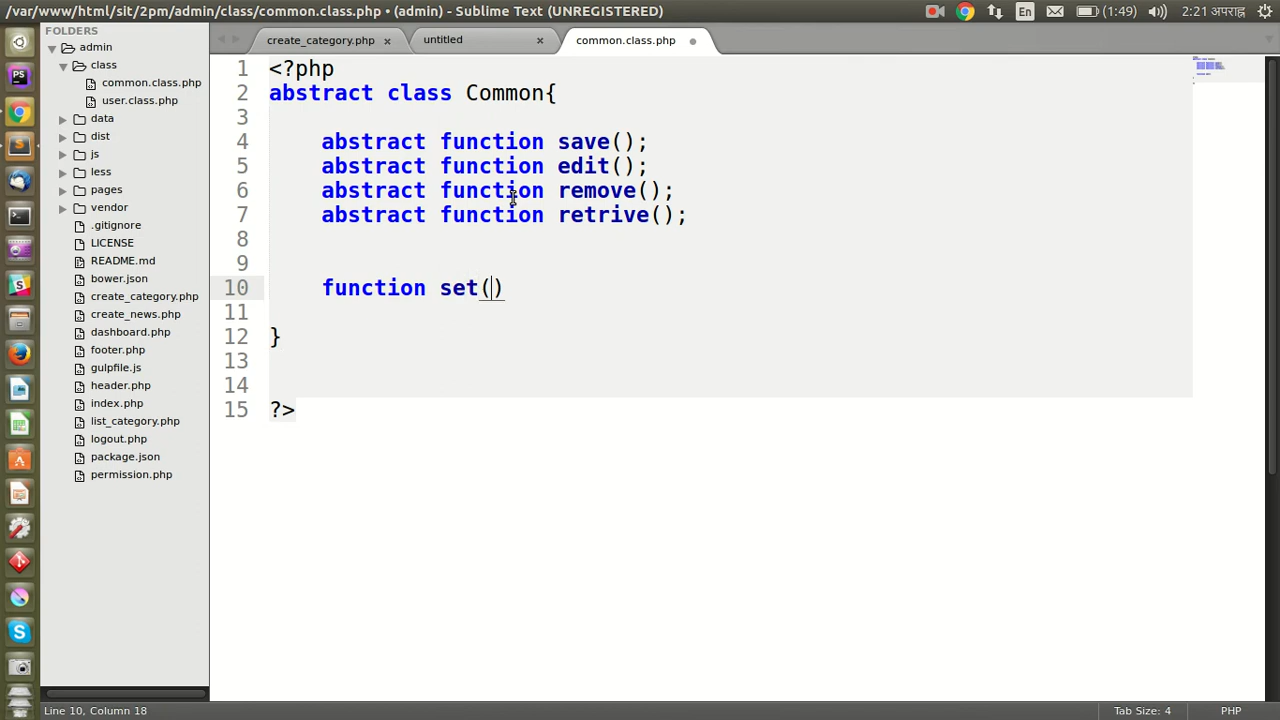 /var/www/html/sit/2pm/admin/class/common.class.php • (admin) - Sublime Text (UNREGISTERED)
En
(1:49)
2:21 अपराह्न
FOLDERS
admin
class
common.class.php
user.class.php
data
dist
js
less
pages
vendor
.gitignore
LICENSE
README.md
bower.json
create_category.php
create_news.php
dashboard.php
footer.php
gulpfile.js
header.php
index.php
list_category.php
logout.php
package.json
permission.php
create_category.php ×
untitled ×
common.class.php
1 <?php
2 abstract class Common{
3
4 abstract function save();
5 abstract function edit();
6 abstract function remove();
7 abstract function retrive();
8
9
10 function set()
11
12 }
13
14
15 ?>
Line 10, Column 18
Tab Size: 4
PHP